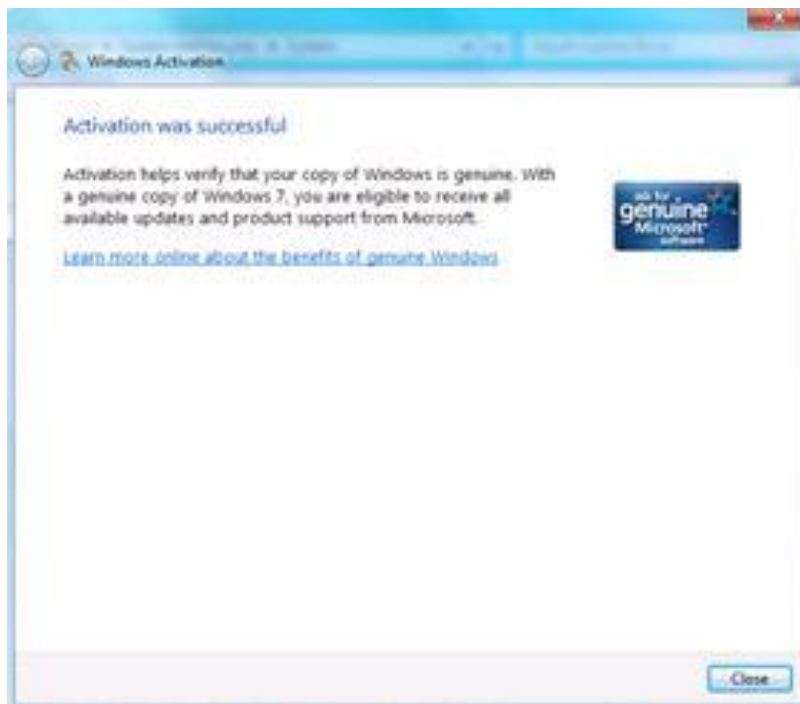 Windows Activation
Activation was successful
Activation helps verify that your copy of Windows is genuine. With
a genuine copy of Windows 7, you are eligible to receive all
available updates and product support from Microsoft.
Learn more online about the benefits of genuine Windows
ask for
genuine
Microsoft
software
Close